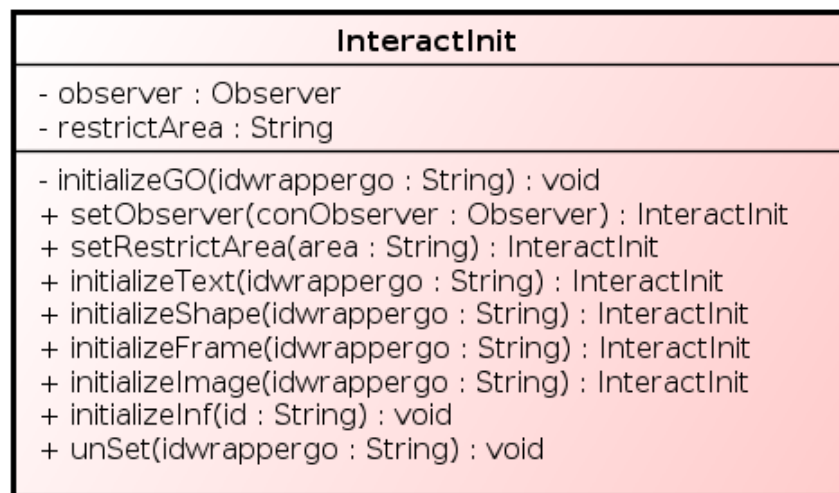 InteractInit
- observer : Observer
- restrictArea : String
- initializeGO(idwrappergo : String) : void
+ setObserver(conObserver : Observer) : InteractInit
+ setRestrictArea(area : String) : InteractInit
+ initializeText(idwrappergo : String) : InteractInit
+ initializeShape(idwrappergo : String) : InteractInit
+ initializeFrame(idwrappergo : String) : InteractInit
+ initializeImage(idwrappergo : String) : InteractInit
+ initializeInf(id : String) : void
+ unSet(idwrappergo : String) : void